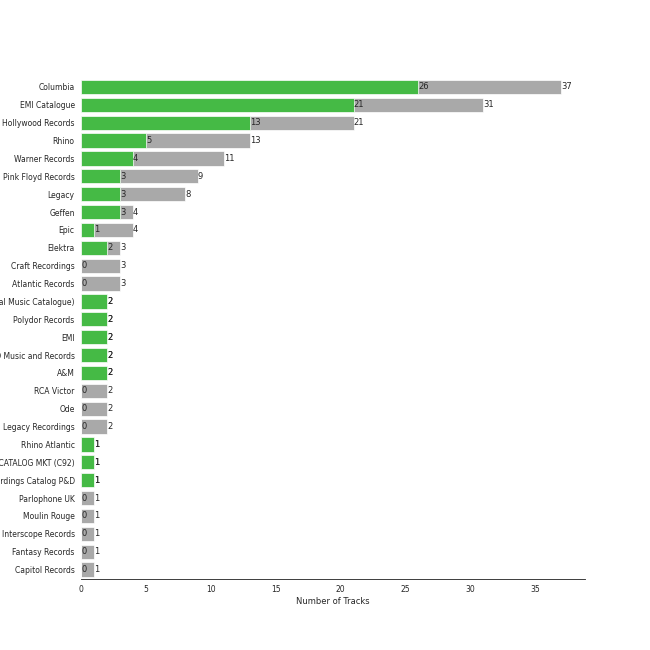 Columbia 26 37
EMI Catalogue 21 31
Hollywood Records 13 21
Rhino 5 13
Warner Records 4 11
Pink Floyd Records 3 9
Legacy 3 8
Geffen 3 4
Epic 1 4
Elektra 2 3
Craft Recordings 0 3
Atlantic Records 0 3
al Music Catalogue) 2
Polydor Records 2
EMI 2
Music and Records 2
A&M 2
RCA Victor 0 2
Ode 0 2
Legacy Recordings 0 2
Rhino Atlantic 1
CATALOG MKT (C92) 1
rdings Catalog P&D 1
Parlophone UK 0 1
Moulin Rouge 0 1
Interscope Records 0 1
Fantasy Records 0 1
Capitol Records 0 1
0 5 10 15 20 25 30 35
Number of Tracks